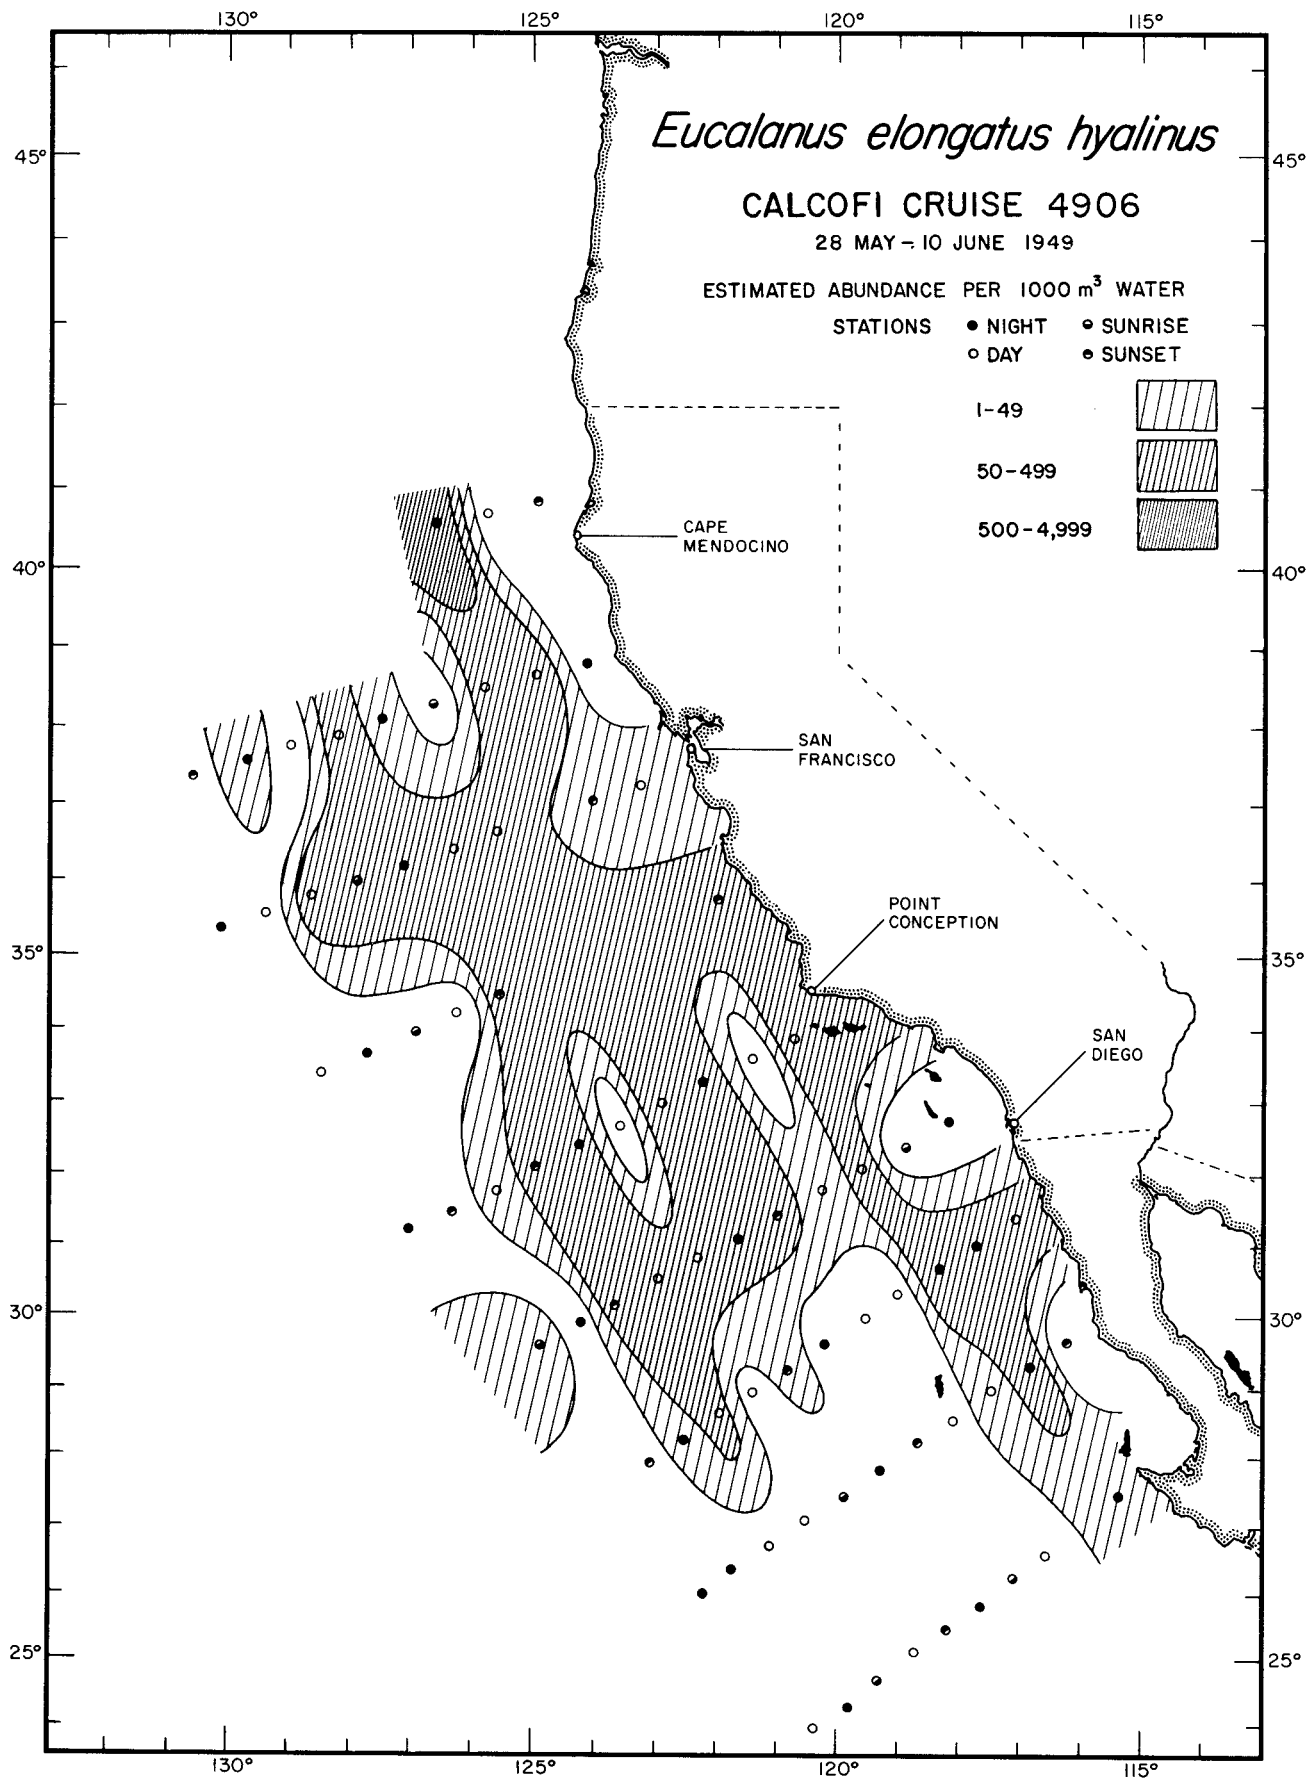 130° 125° 120° 115°
Eucalanus elongatus hyalinus
45° 45°
CALCOFI CRUISE 4906
28 MAY – 10 JUNE 1949
ESTIMATED ABUNDANCE PER 1000 m³ WATER
STATIONS ● NIGHT SUNRISE
○ DAY SUNSET
1-49
50-499
500-4,999
CAPE
MENDOCINO
40° 40°
SAN
FRANCISCO
POINT
CONCEPTION
35° 35°
SAN
DIEGO
30° 30°
25° 25°
130° 125° 120° 115°